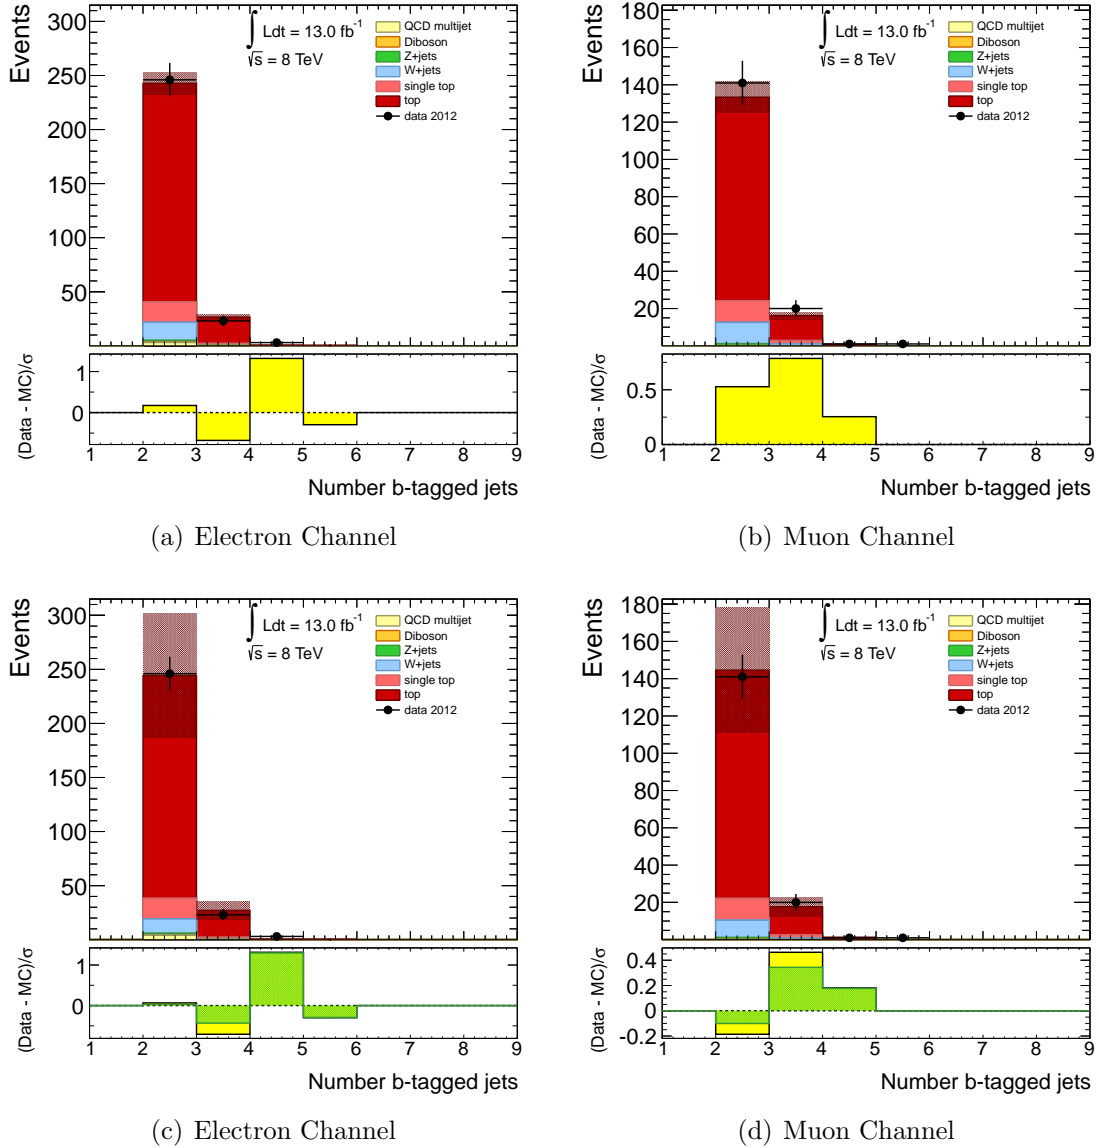 Events
300
250
200
150
100
50
∫ Ldt = 13.0 fb⁻¹
√s = 8 TeV
QCD multijet
Diboson
Z+jets
W+jets
single top
top
data 2012
(Data - MC)/σ
1
0
1 2 3 4 5 6 7 8 9
Number b-tagged jets
(a) Electron Channel
Events
180
160
140
120
100
80
60
40
20
∫ Ldt = 13.0 fb⁻¹
√s = 8 TeV
QCD multijet
Diboson
Z+jets
W+jets
single top
top
data 2012
(Data - MC)/σ
0.5
0
1 2 3 4 5 6 7 8 9
Number b-tagged jets
(b) Muon Channel
Events
300
250
200
150
100
50
∫ Ldt = 13.0 fb⁻¹
√s = 8 TeV
QCD multijet
Diboson
Z+jets
W+jets
single top
top
data 2012
(Data - MC)/σ
1
0
1 2 3 4 5 6 7 8 9
Number b-tagged jets
(c) Electron Channel
Events
180
160
140
120
100
80
60
40
20
∫ Ldt = 13.0 fb⁻¹
√s = 8 TeV
QCD multijet
Diboson
Z+jets
W+jets
single top
top
data 2012
(Data - MC)/σ
0.4
0.2
0
-0.2
1 2 3 4 5 6 7 8 9
Number b-tagged jets
(d) Muon Channel